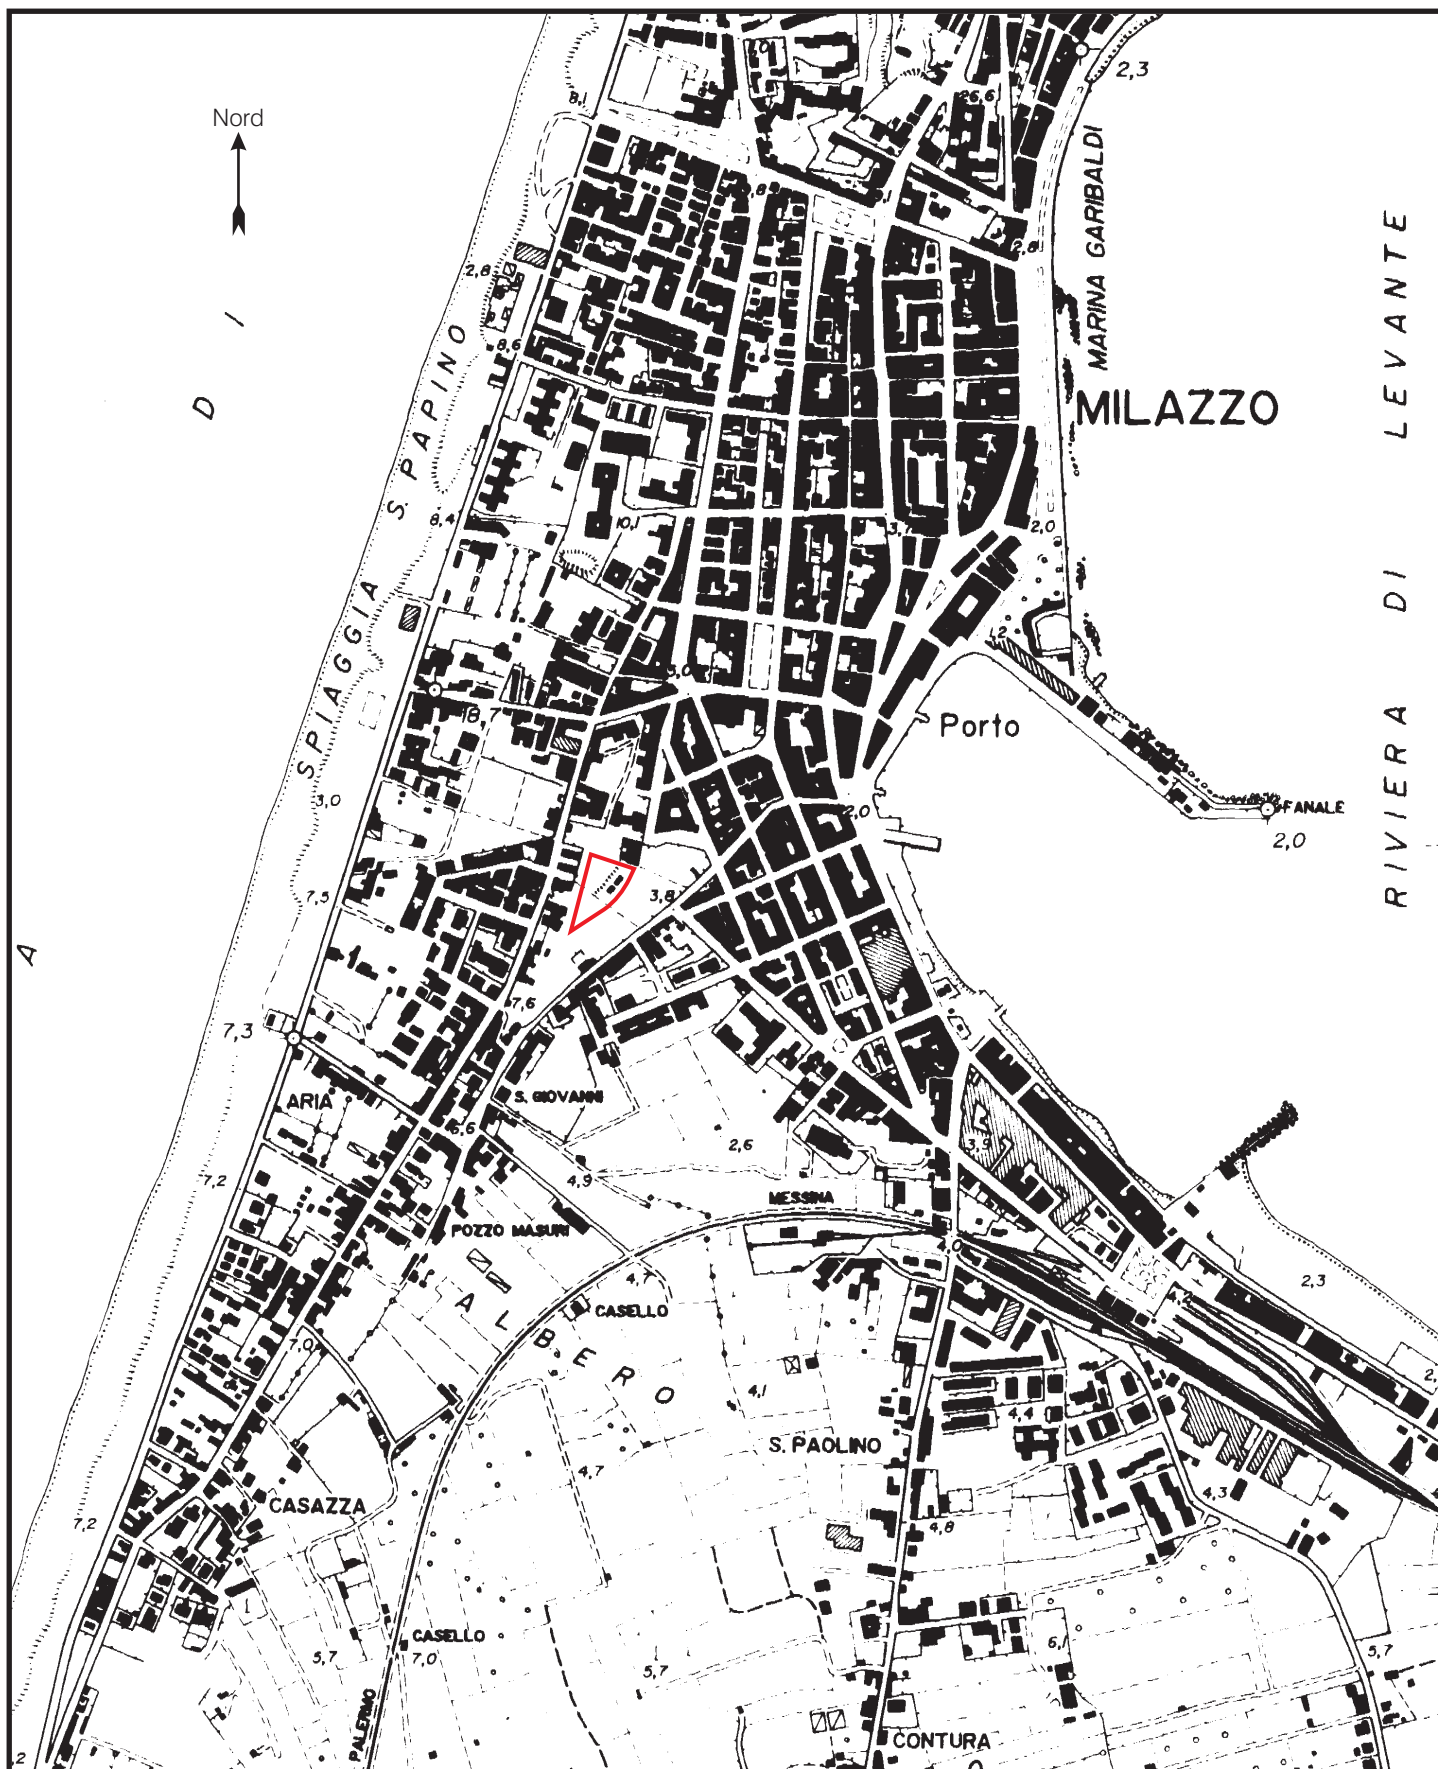 2,3
8,1
26,6
Nord
MARINA GARIBALDI
2,8
2,8
8,6
RIVIERA DI LEVANTE
D I
MILAZZO
SPIAGGIA S. PAPINO
8,4
10,1
3,7
2,0
5,0
18,7
Porto
3,0
2,0
FANALE
2,0
7,5
3,8
A
7,6
7,3
ARIA
S. GIOVANNI
6,6
2,6
3,9
7,2
4,9
MESSINA
POZZO MASURI
4,0
4,7
2,3
ALBERO
CASELLO
4,2
7,0
4,1
4,4
S. PAOLINO
4,7
4,3
CASAZZA
7,2
4,8
CASELLO
7,0
5,7
5,7
6,1
5,7
PALERMO
CONTURA